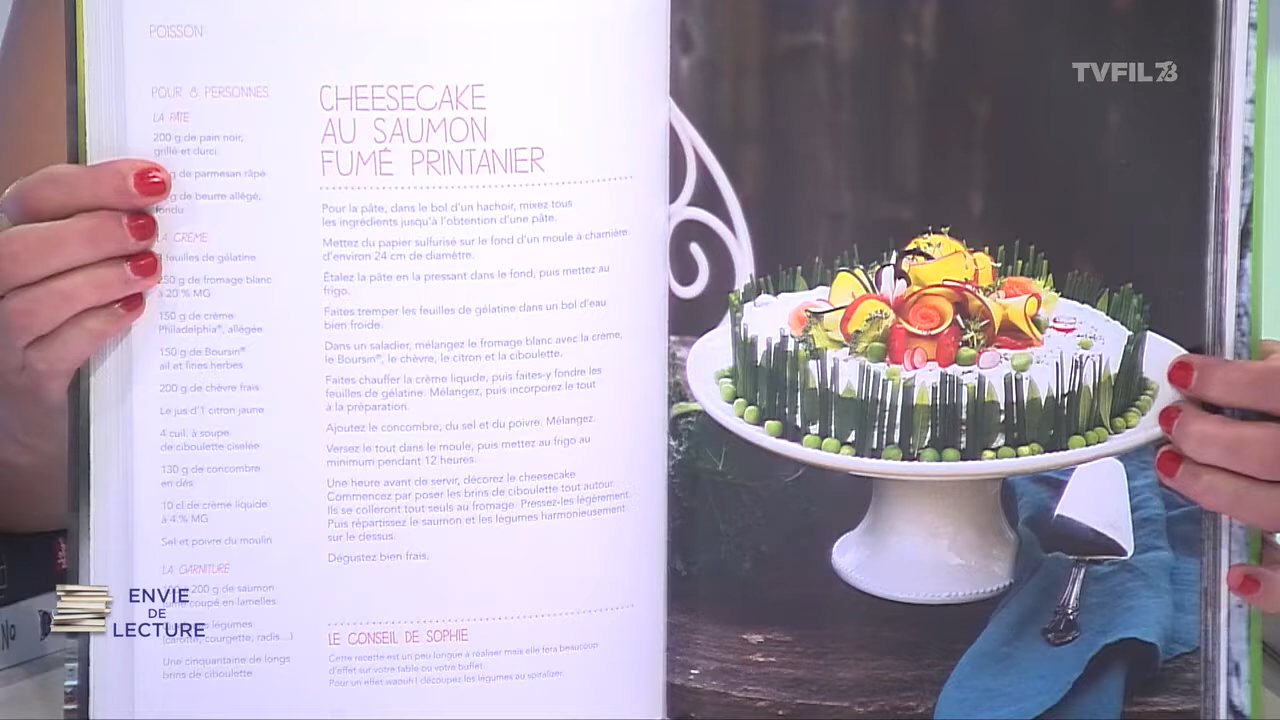 POISSON
POUR 8 PERSONNES
LA PÂTE
200 g de pain noir,
grillé et durci
g de parmesan râpé
g de beurre allégé,
fondu
LA CRÈME
feuilles de gélatine
250 g de fromage blanc
à 20 % MG
150 g de crème
Philadelphia®, allégée
150 g de Boursin®
ail et fines herbes
200 g de chèvre frais
Le jus d'1 citron jaune
4 cuil. à soupe
de ciboulette ciselée
130 g de concombre
en dés
10 cl de crème liquide
à 4 % MG
Sel et poivre du moulin
LA GARNITURE
200 g de saumon
fumé coupé en lamelles
légumes
(carotte, courgette, radis...)
Une cinquantaine de longs
brins de ciboulette
CHEESECAKE
AU SAUMON
FUMÉ PRINTANIER
Pour la pâte, dans le bol d'un hachoir, mixez tous
les ingrédients jusqu'à l'obtention d'une pâte.
Mettez du papier sulfurisé sur le fond d'un moule à charnière
d'environ 24 cm de diamètre.
Étalez la pâte en la pressant dans le fond, puis mettez au
frigo.
Faites tremper les feuilles de gélatine dans un bol d'eau
bien froide.
Dans un saladier, mélangez le fromage blanc avec la crème,
le Boursin®, le chèvre, le citron et la ciboulette.
Faites chauffer la crème liquide, puis faites-y fondre les
feuilles de gélatine. Mélangez, puis incorporez le tout
à la préparation.
Ajoutez le concombre, du sel et du poivre. Mélangez.
Versez le tout dans le moule, puis mettez au frigo au
minimum pendant 12 heures.
Une heure avant de servir, décorez le cheesecake
Commencez par poser les brins de ciboulette tout autour.
Ils se colleront tout seuls au fromage. Pressez-les légèrement.
Puis répartissez le saumon et les légumes harmonieusement
sur le dessus.
Dégustez bien frais.
LE CONSEIL DE SOPHIE
Cette recette est un peu longue à réaliser mais elle fera beaucoup
d'effet sur votre table ou votre buffet.
Pour un effet waouh ! découpez les légumes au spiralizer.
TVFIL78
ENVIE
DE
LECTURE